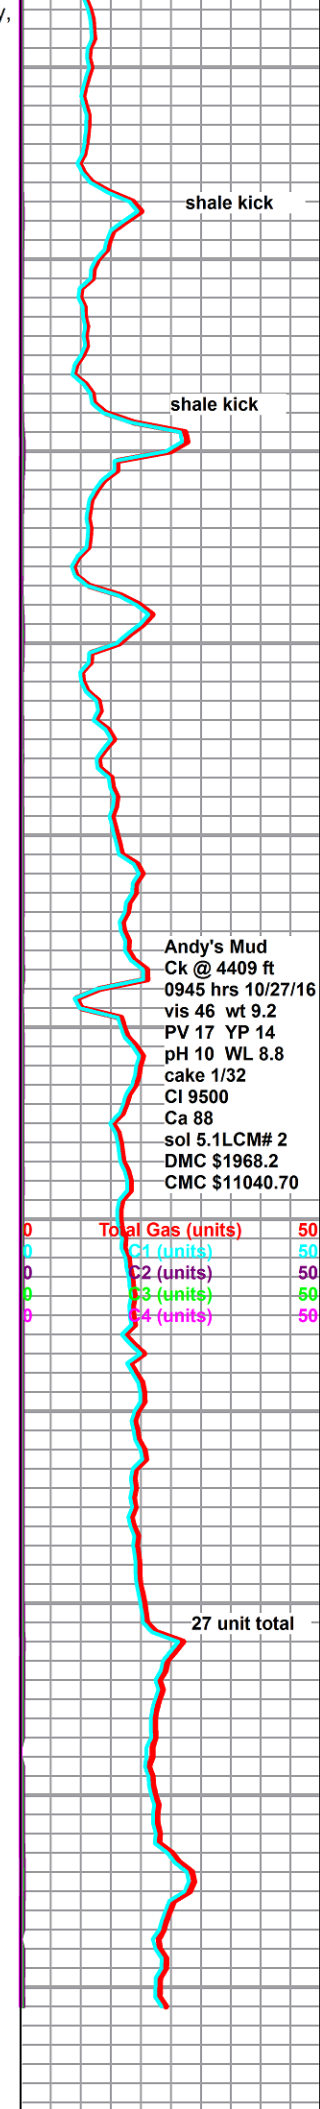 y,
shale kick
shale kick
Andy's Mud
Ck @ 4409 ft
0945 hrs 10/27/16
vis 46 wt 9.2
PV 17 YP 14
pH 10 WL 8.8
cake 1/32
Cl 9500
Ca 88
sol 5.1LCM# 2
DMC $1968.2
CMC $11040.70
0 Total Gas (units) 50
0 C1 (units) 50
0 C2 (units) 50
0 C3 (units) 50
0 C4 (units) 50
27 unit total